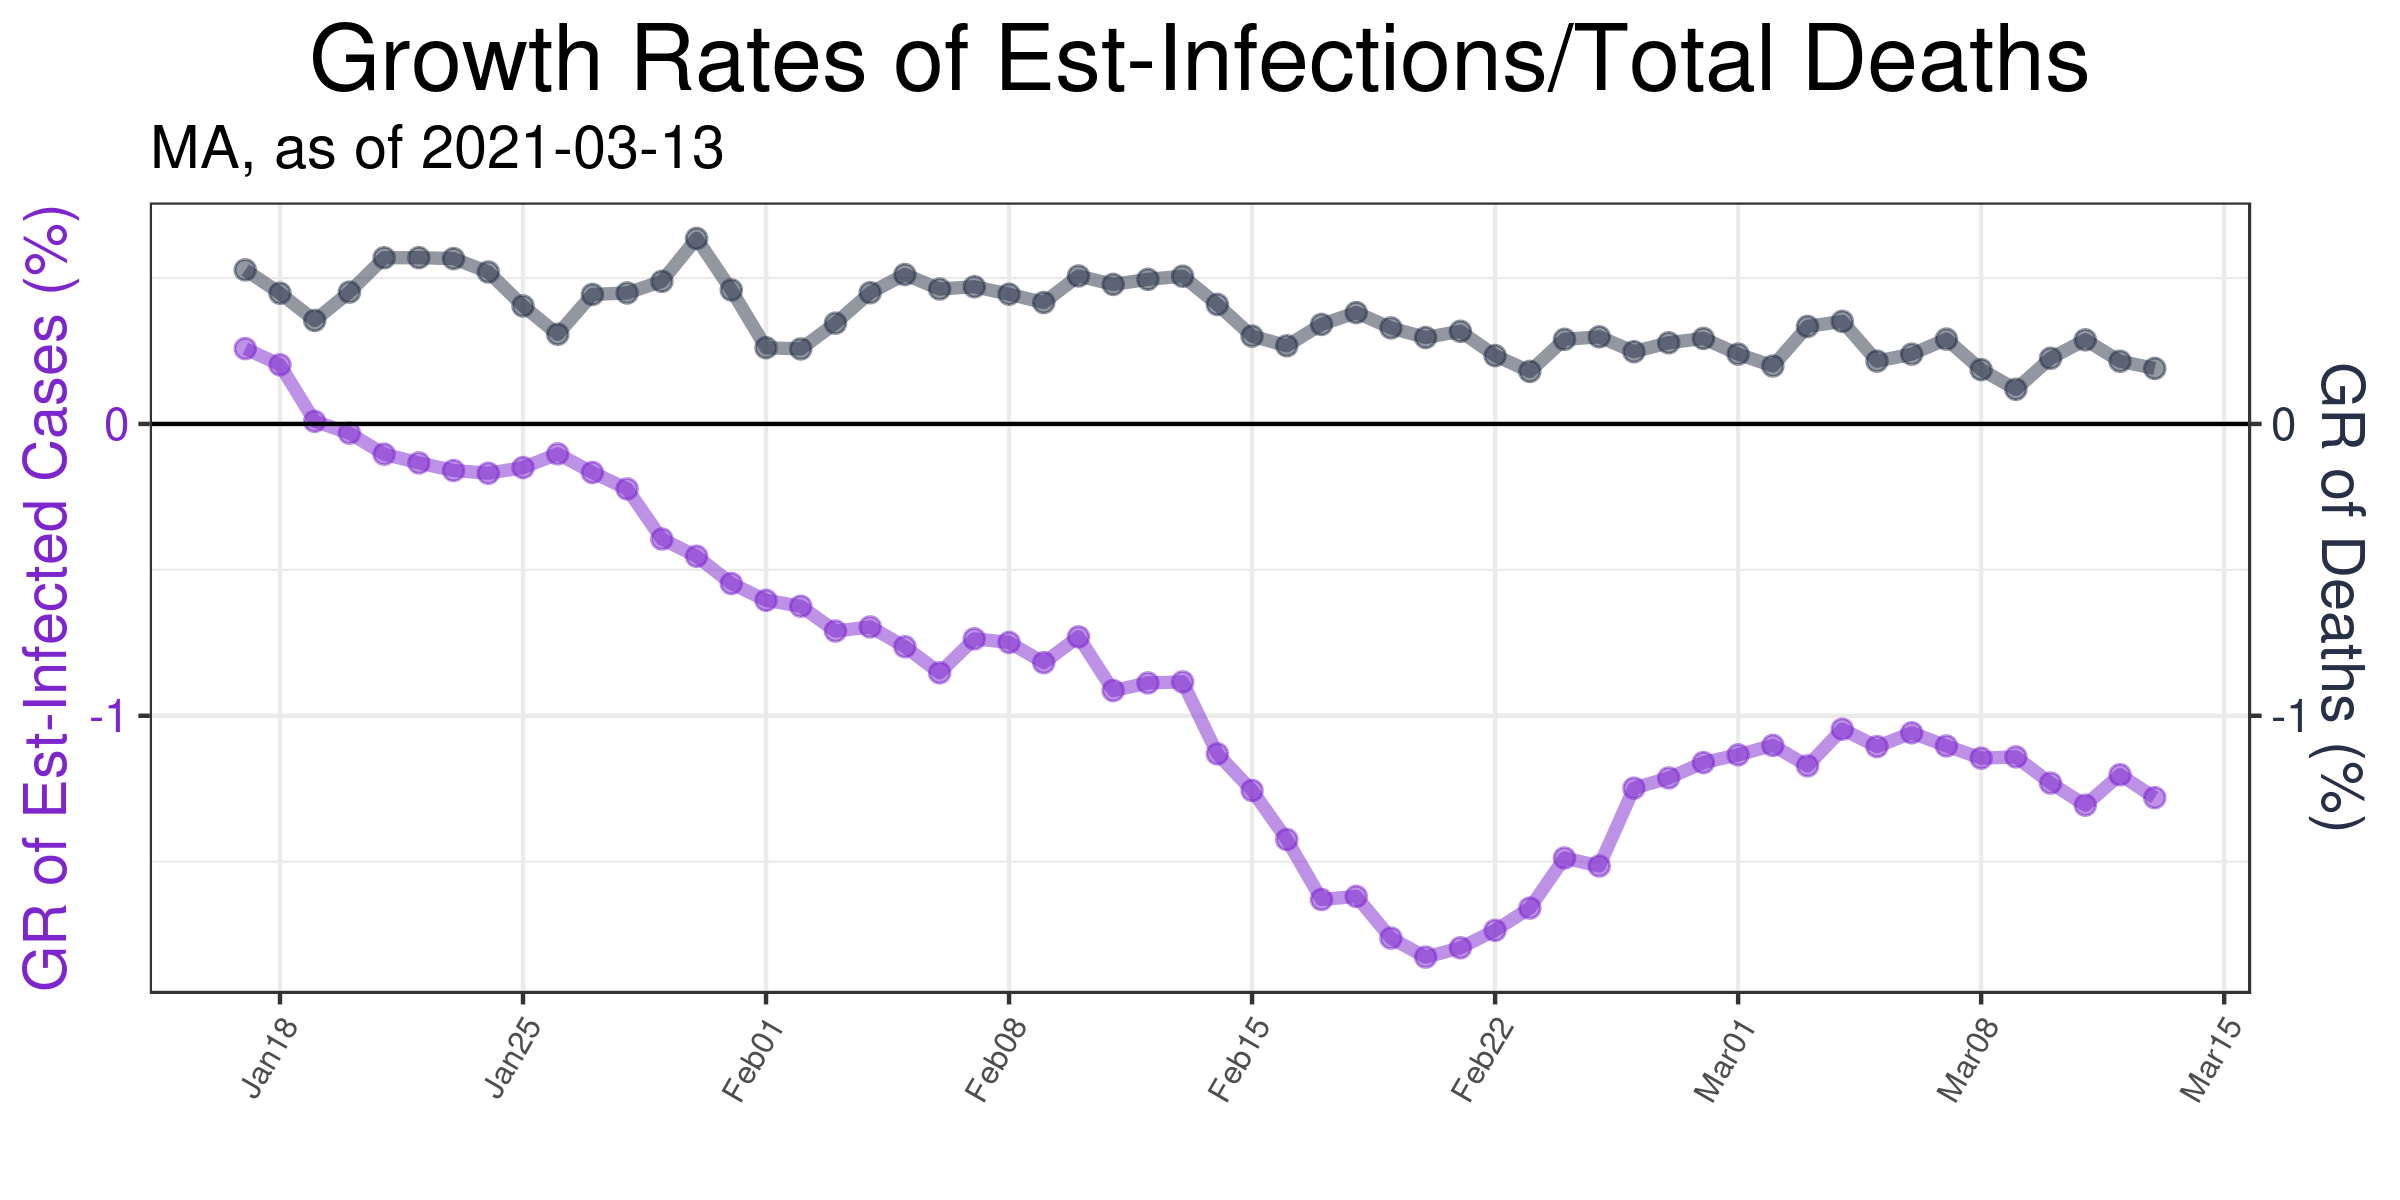 Growth Rates of Est-Infections/Total Deaths
MA, as of 2021-03-13
GR of Est-Infected Cases (%)
0
-1
0
-1
GR of Deaths (%)
Jan18
Jan25
Feb01
Feb08
Feb15
Feb22
Mar01
Mar08
Mar15